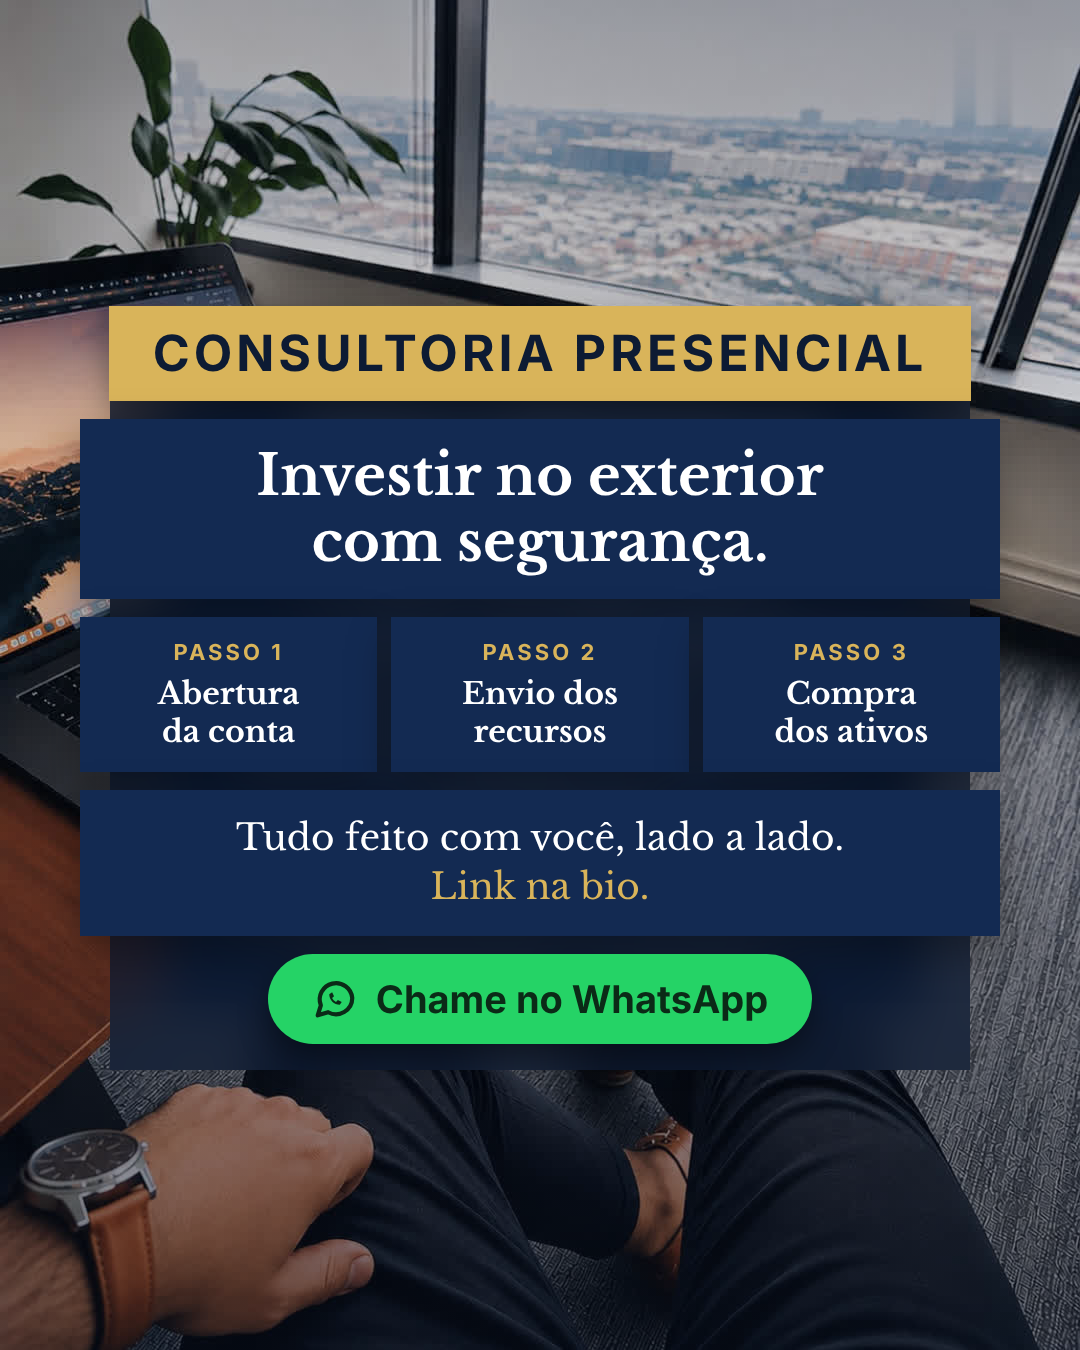 CONSULTORIA PRESENCIAL
Investir no exterior
com segurança.
PASSO 1
Abertura
da conta
PASSO 2
Envio dos
recursos
PASSO 3
Compra
dos ativos
Tudo feito com você, lado a lado.
Link na bio.
Chame no WhatsApp